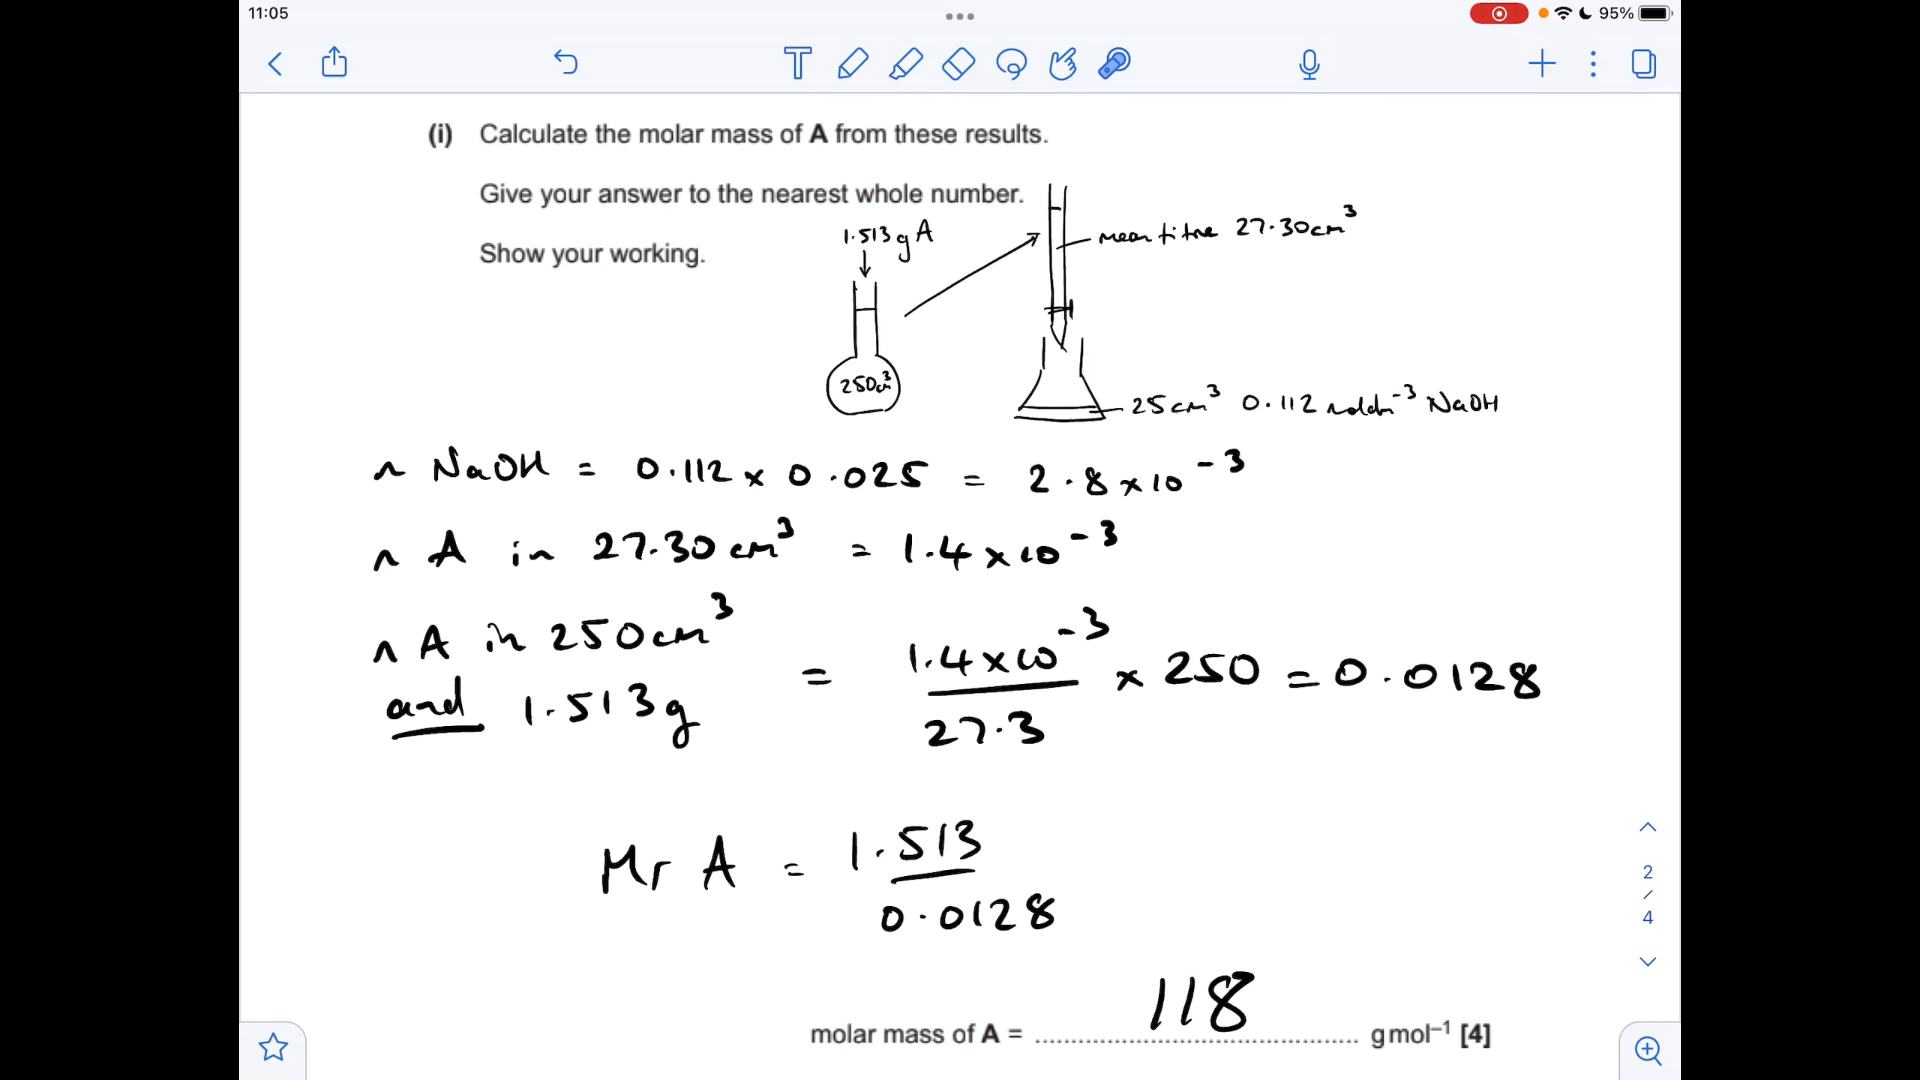 11:05
95%
(i) Calculate the molar mass of A from these results.
Give your answer to the nearest whole number.
Show your working.
1.513g A
mean titre 27.30cm³
250cm³
25cm³ 0.112 moldm⁻³ NaOH
n NaOH = 0.112 × 0.025 = 2.8×10⁻³
n A in 27.30cm³ = 1.4×10⁻³
n A in 250cm³
and 1.513g
= 1.4×10⁻³ / 27.3 × 250 = 0.0128
Mr A = 1.513 / 0.0128
118
molar mass of A = ............................................. g mol⁻¹ [4]
2
/
4